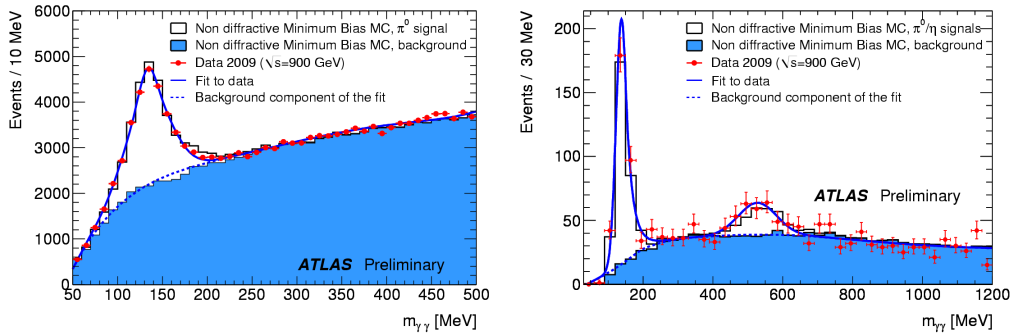 Events / 10 MeV
6000
5000
4000
3000
2000
1000
0
Non diffractive Minimum Bias MC, π⁰ signal
Non diffractive Minimum Bias MC, background
Data 2009 (√s=900 GeV)
Fit to data
Background component of the fit
ATLAS Preliminary
50 100 150 200 250 300 350 400 450 500
mγγ [MeV]
Events / 30 MeV
200
150
100
50
0
Non diffractive Minimum Bias MC, π⁰/η signals
Non diffractive Minimum Bias MC, background
Data 2009 (√s=900 GeV)
Fit to data
Background component of the fit
ATLAS Preliminary
200 400 600 800 1000 1200
mγγ [MeV]